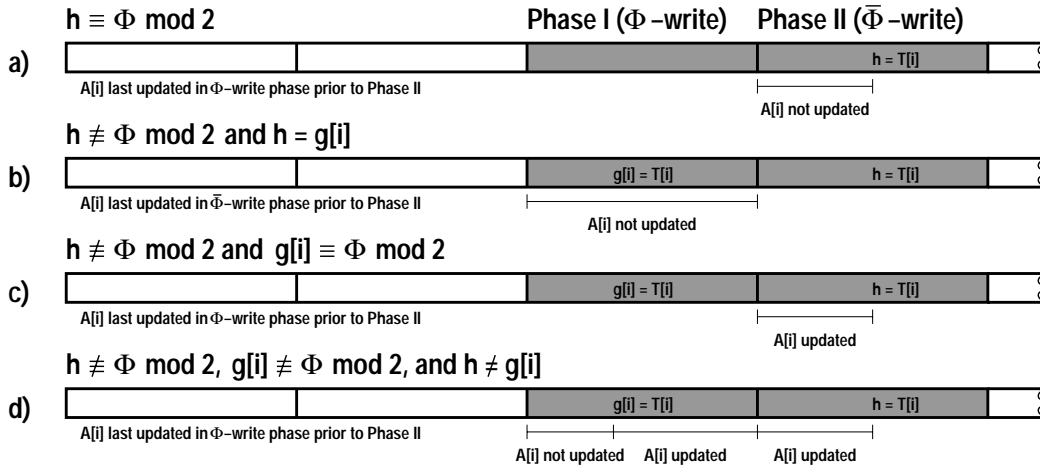 h ≡ Φ mod 2 Phase I (Φ –write) Phase II (Φ̄ –write)
a) h = T[i]
A[i] last updated in Φ–write phase prior to Phase II
A[i] not updated
h ≢ Φ mod 2 and h = g[i]
b) g[i] = T[i] h = T[i]
A[i] last updated in Φ̄–write phase prior to Phase II
A[i] not updated
h ≢ Φ mod 2 and g[i] ≡ Φ mod 2
c) g[i] = T[i] h = T[i]
A[i] last updated in Φ–write phase prior to Phase II
A[i] updated
h ≢ Φ mod 2, g[i] ≢ Φ mod 2, and h ≠ g[i]
d) g[i] = T[i] h = T[i]
A[i] last updated in Φ–write phase prior to Phase II
A[i] not updated A[i] updated A[i] updated